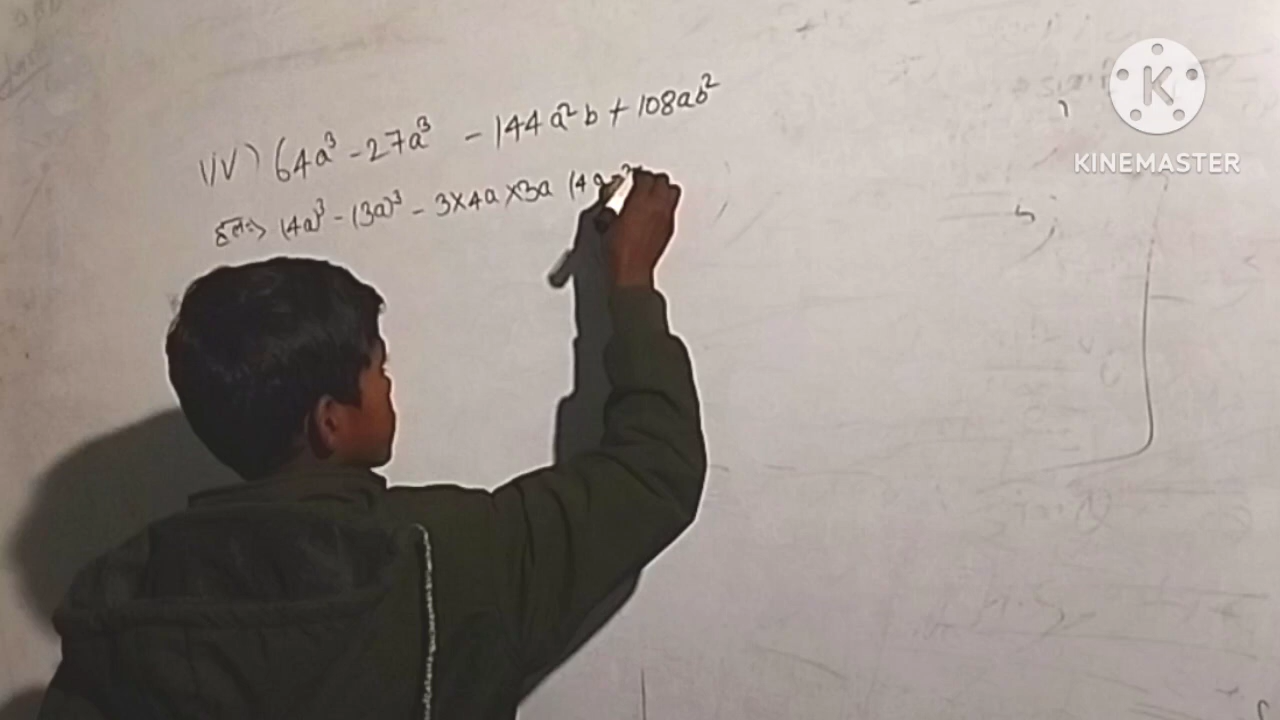 KINEMASTER
IV) 64a³ - 27a³ - 144a²b + 108ab²
हल:-> (4a)³ - (3a)³ - 3×4a×3a (4a -